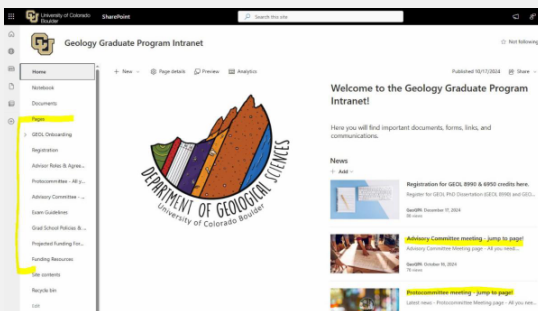 University of Colorado
Boulder
SharePoint
Search this site
Geology Graduate Program Intranet
Not following
Home
Notebook
Documents
Pages
GEOL Onboarding
Registration
Advisor Roles & Agree...
Protocommittee - All y...
Advisory Committee - ...
Exam Guidelines
Grad School Policies & ...
Projected Funding For...
Funding Resources
Site contents
Recycle bin
Edit
+ New
Page details
Preview
Analytics
Published 10/17/2024
Share
DEPARTMENT OF GEOLOGICAL SCIENCES
University of Colorado Boulder
Welcome to the Geology Graduate Program
Intranet!
Here you will find important documents, forms, links, and
communications.
News
+ Add
Registration for GEOL 8990 & 6950 credits here.
Register for GEOL PhD Dissertation (GEOL 8990) and GEO...
December 17, 2024
views
Advisory Committee meeting - Jump to page!
Advisory Committee Meeting page - All you need...
October 16, 2024
views
Protocommittee meeting - Jump to page!
Latest news - Protocommittee Meeting page - All you nee...